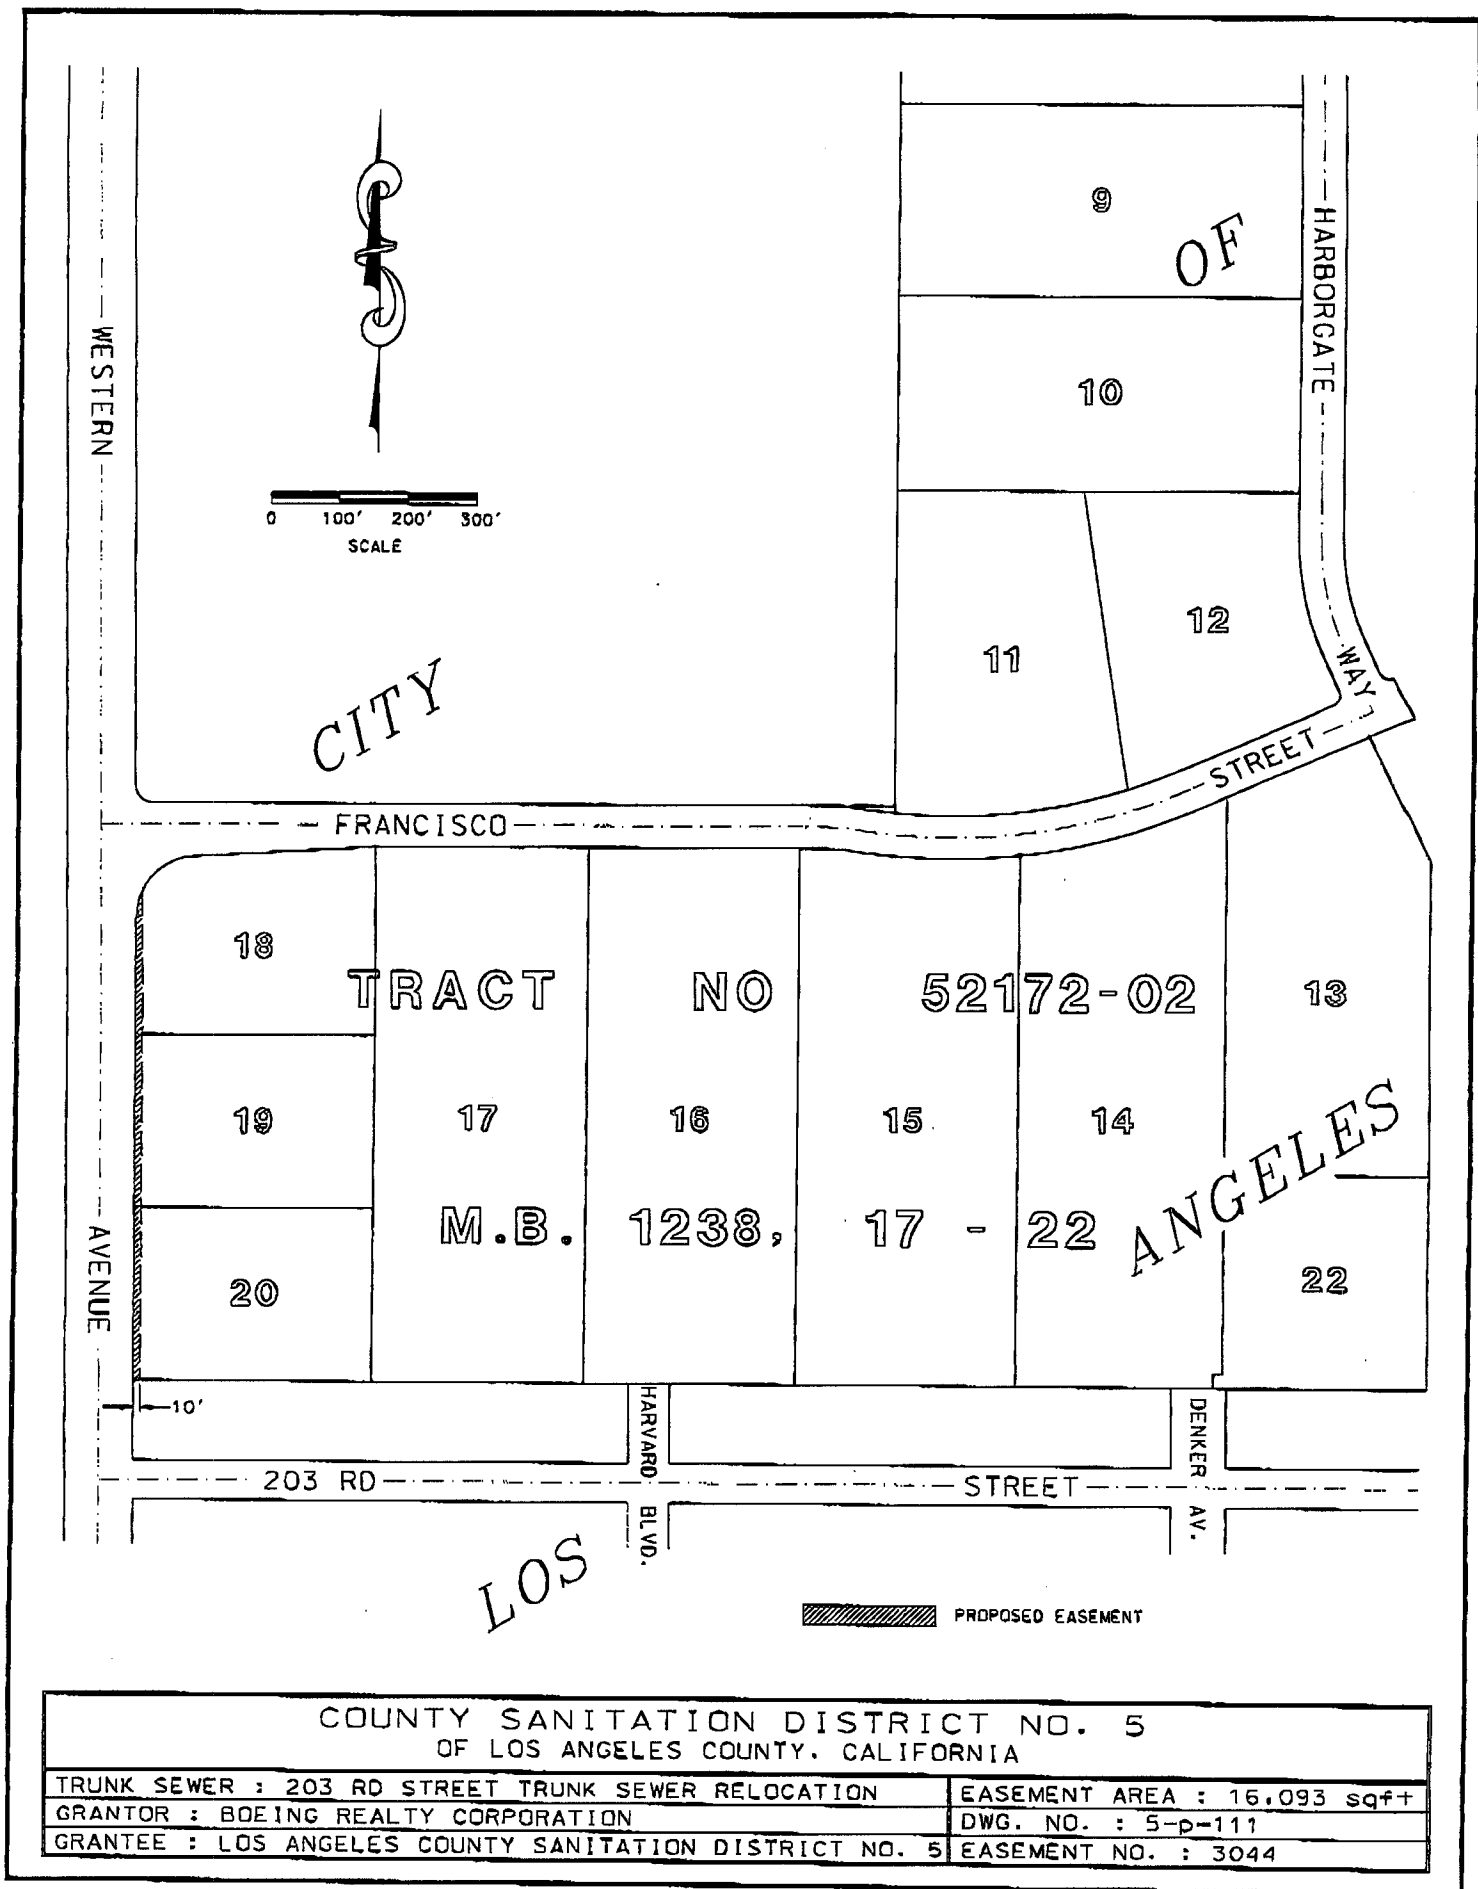 9
OF
HARBORGATE
WAY
WESTERN
10
0 100' 200' 300'
SCALE
12
11
CITY
STREET
FRANCISCO
18
TRACT NO 52172-02
13
19
17
16
15
14
ANGELES
M.B. 1238, 17 - 22
AVENUE
20
22
10'
HARVARD BLVD.
DENKER AV.
203 RD STREET
LOS
PROPOSED EASEMENT
COUNTY SANITATION DISTRICT NO. 5
OF LOS ANGELES COUNTY. CALIFORNIA
TRUNK SEWER : 203 RD STREET TRUNK SEWER RELOCATION
EASEMENT AREA : 16,093 sqft
GRANTOR : BOEING REALTY CORPORATION
DWG. NO. : 5-p-111
GRANTEE : LOS ANGELES COUNTY SANITATION DISTRICT NO. 5
EASEMENT NO. : 3044